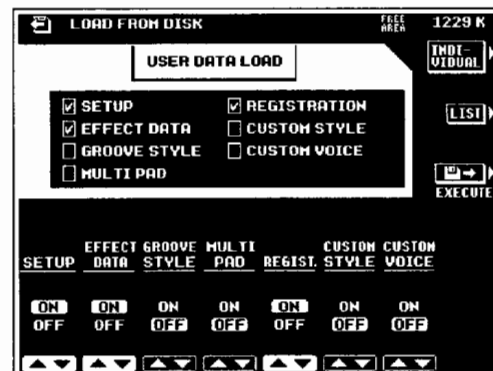 LOAD FROM DISK FREE AREA 1229 K
USER DATA LOAD
INDI-VIDUAL
SETUP REGISTRATION
EFFECT DATA CUSTOM STYLE
GROOVE STYLE CUSTOM VOICE
MULTI PAD
LIST
EXECUTE
SETUP EFFECT DATA GROOVE STYLE MULTI PAD REGIST. CUSTOM STYLE CUSTOM VOICE
ON ON ON ON ON ON ON
OFF OFF OFF OFF OFF OFF OFF